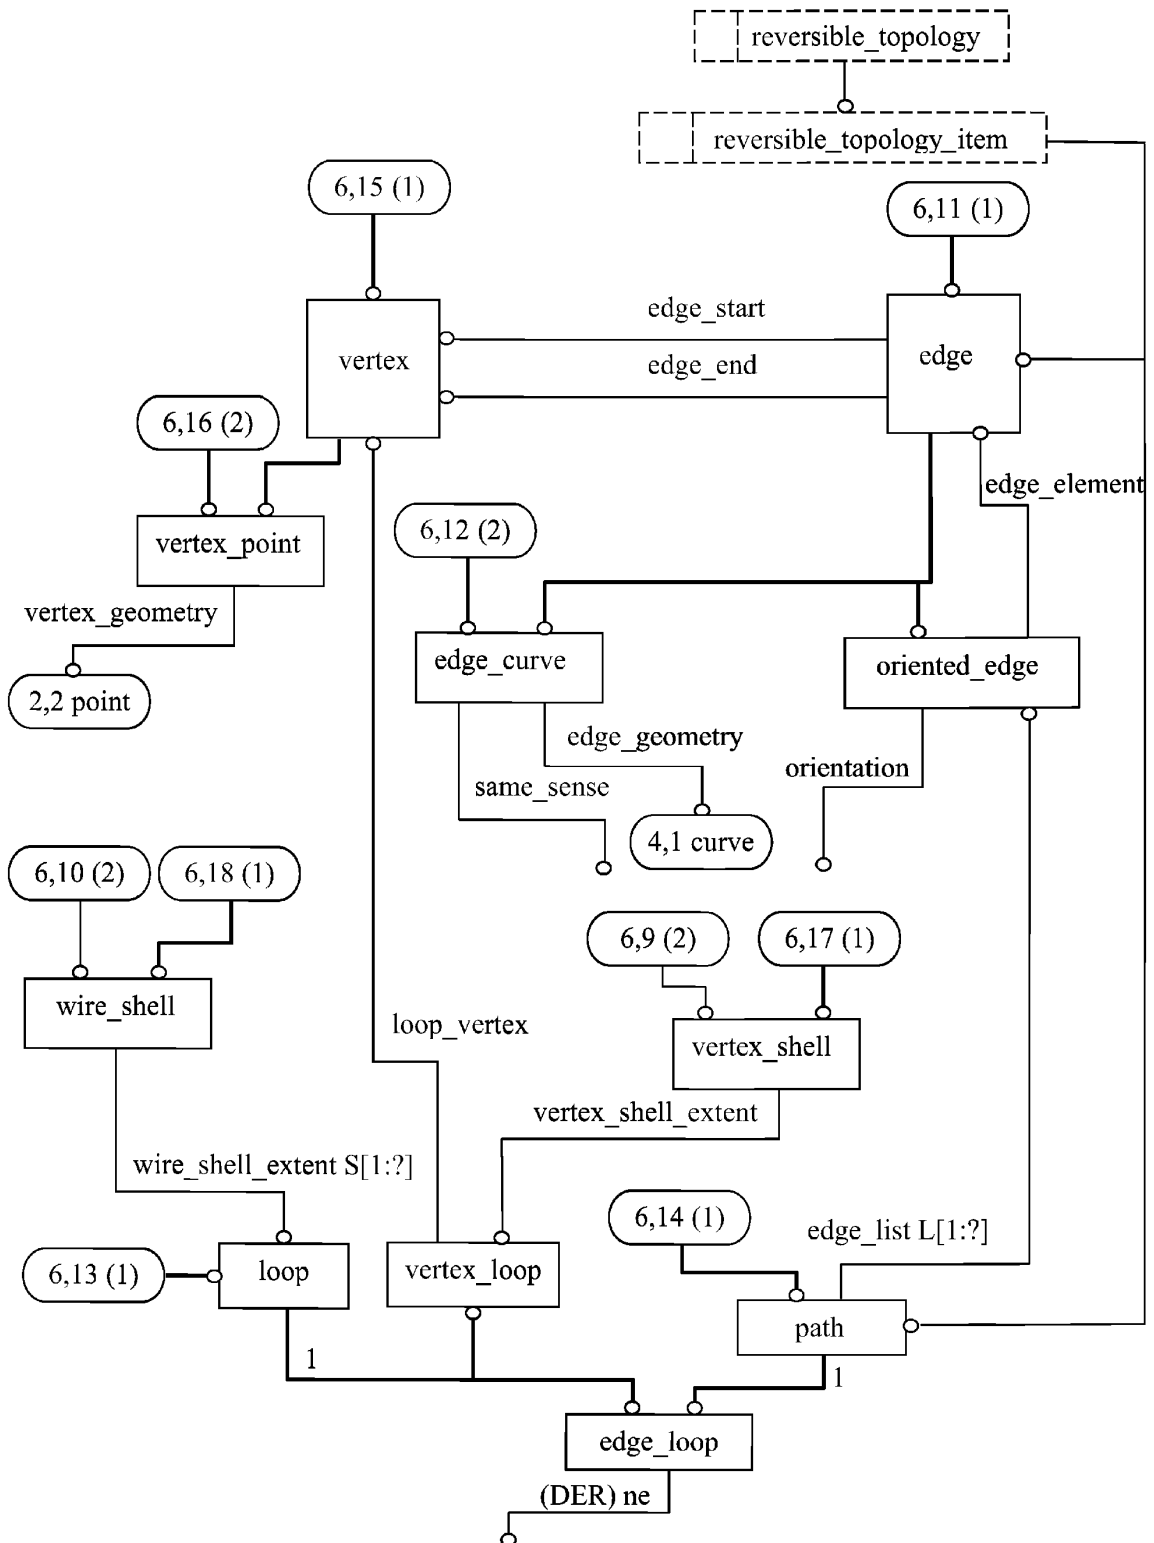 reversible_topology
reversible_topology_item
6,15 (1)
6,11 (1)
edge_start
vertex
edge
edge_end
6,16 (2)
edge_element
6,12 (2)
vertex_point
vertex_geometry
edge_curve
oriented_edge
2,2 point
edge_geometry
orientation
same_sense
4,1 curve
6,10 (2)
6,18 (1)
6,9 (2)
6,17 (1)
wire_shell
loop_vertex
vertex_shell
vertex_shell_extent
wire_shell_extent S[1:?]
6,14 (1)
edge_list L[1:?]
6,13 (1)
loop
vertex_loop
path
1
1
edge_loop
(DER) ne